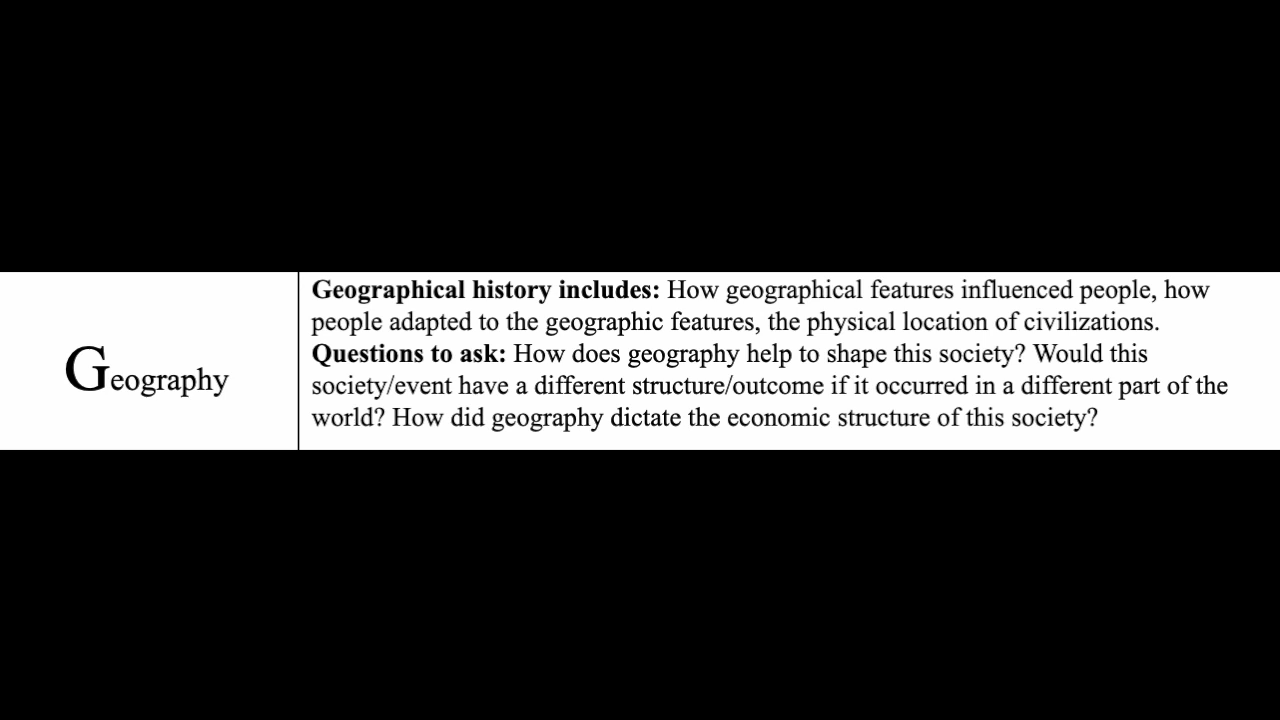 Geography
Geographical history includes: How geographical features influenced people, how
people adapted to the geographic features, the physical location of civilizations.
Questions to ask: How does geography help to shape this society? Would this
society/event have a different structure/outcome if it occurred in a different part of the
world? How did geography dictate the economic structure of this society?